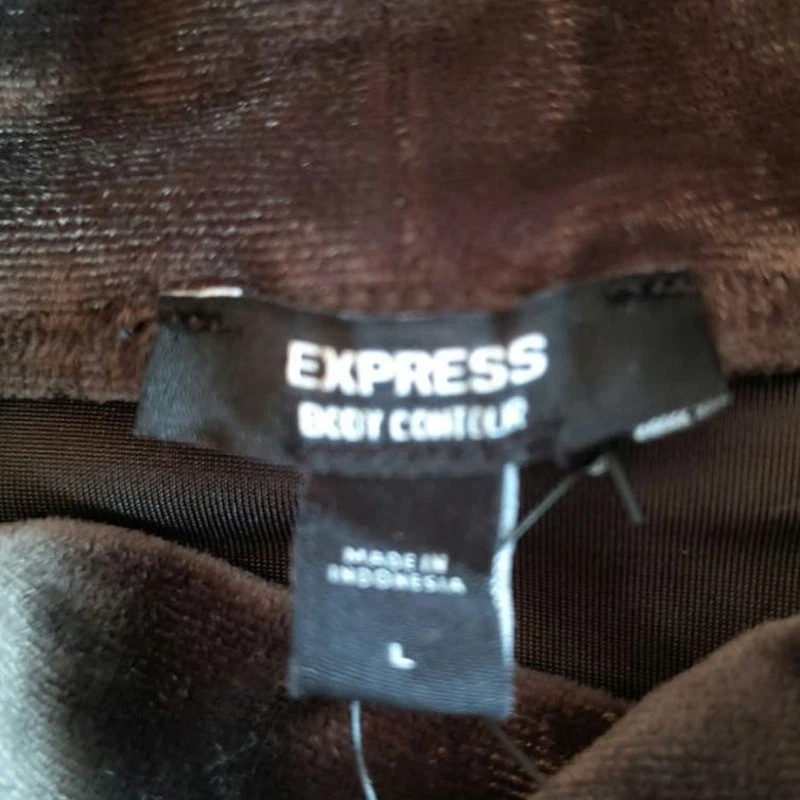 EXPRESS
BODY CONTOUR
MADE IN
INDONESIA
L